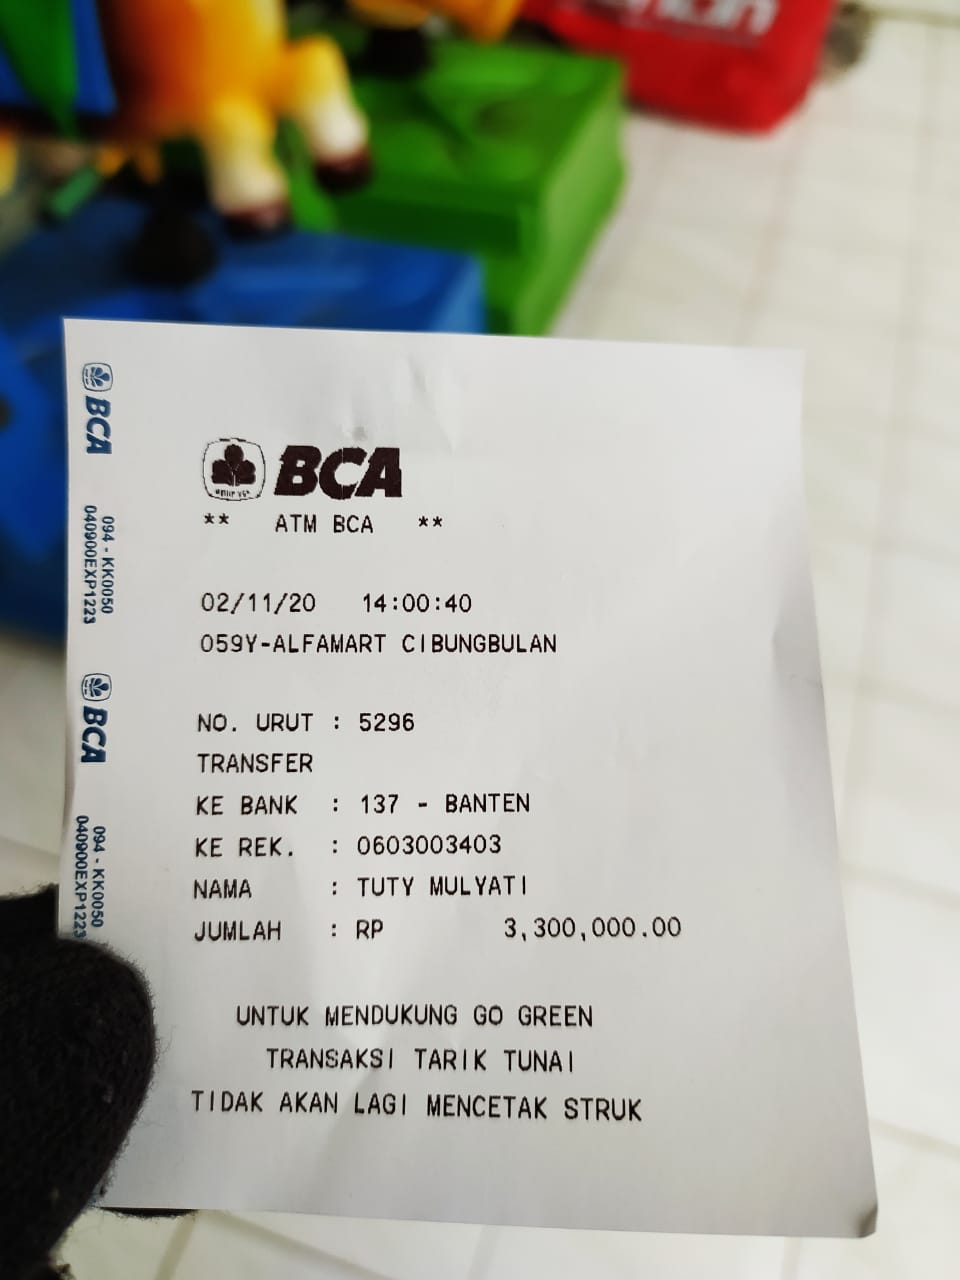 BCA
** ATM BCA **
02/11/20 14:00:40
059Y-ALFAMART CIBUNGBULAN
NO. URUT : 5296
TRANSFER
KE BANK : 137 - BANTEN
KE REK. : 0603003403
NAMA : TUTY MULYATI
JUMLAH : RP 3,300,000.00
UNTUK MENDUKUNG GO GREEN
TRANSAKSI TARIK TUNAI
TIDAK AKAN LAGI MENCETAK STRUK
BCA
094 - KK0050
040900EXP1223
BCA
094 - KK0050
040900EXP1223